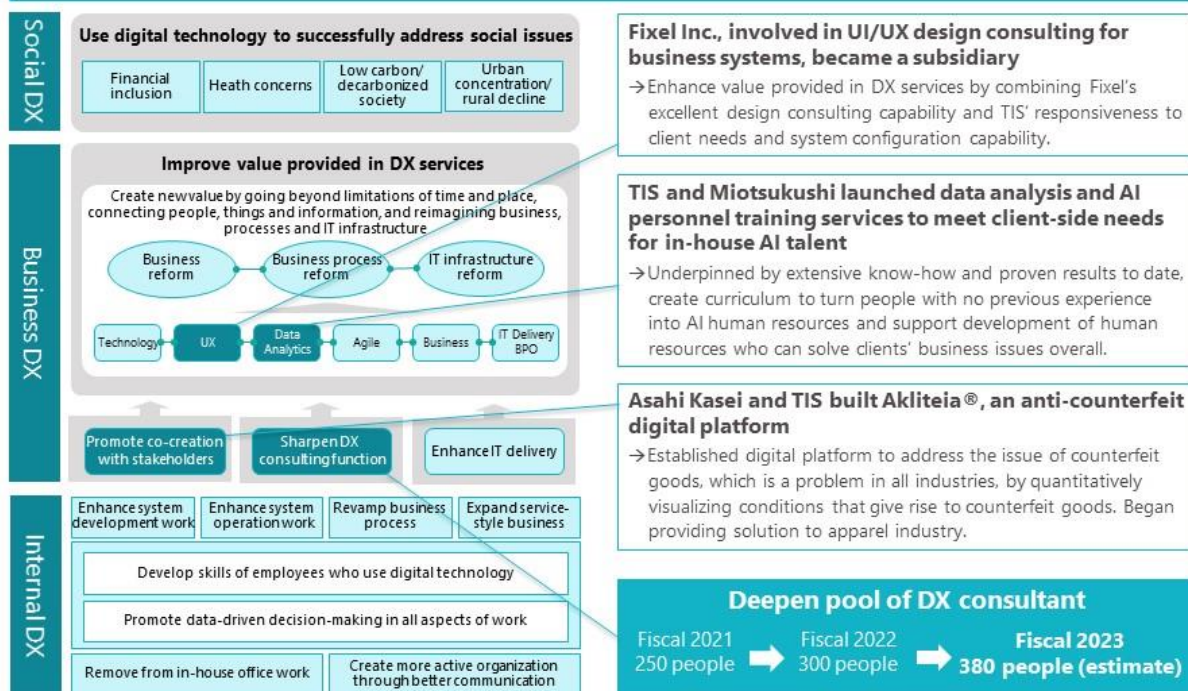 Social DX
Use digital technology to successfully address social issues
Financial
inclusion
Heath concerns
Low carbon/
decarbonized
society
Urban
concentration/
rural decline
Business DX
Improve value provided in DX services
Create new value by going beyond limitations of time and place,
connecting people, things and information, and reimagining business,
processes and IT infrastructure
Business
reform
Business process
reform
IT infrastructure
reform
Technology
UX
Data
Analytics
Agile
Business
IT Delivery
BPO
Promote co-creation
with stakeholders
Sharpen DX
consulting function
Enhance IT delivery
Internal DX
Enhance system
development work
Enhance system
operation work
Revamp business
process
Expand service-
style business
Develop skills of employees who use digital technology
Promote data-driven decision-making in all aspects of work
Remove from in-house office work
Create more active organization
through better communication
Fixel Inc., involved in UI/UX design consulting for
business systems, became a subsidiary
→Enhance value provided in DX services by combining Fixel's
excellent design consulting capability and TIS' responsiveness to
client needs and system configuration capability.
TIS and Miotsukushi launched data analysis and AI
personnel training services to meet client-side needs
for in-house AI talent
→Underpinned by extensive know-how and proven results to date,
create curriculum to turn people with no previous experience
into AI human resources and support development of human
resources who can solve clients' business issues overall.
Asahi Kasei and TIS built Akliteia®, an anti-counterfeit
digital platform
→Established digital platform to address the issue of counterfeit
goods, which is a problem in all industries, by quantitatively
visualizing conditions that give rise to counterfeit goods. Began
providing solution to apparel industry.
Deepen pool of DX consultant
Fiscal 2021
250 people
Fiscal 2022
300 people
Fiscal 2023
380 people (estimate)